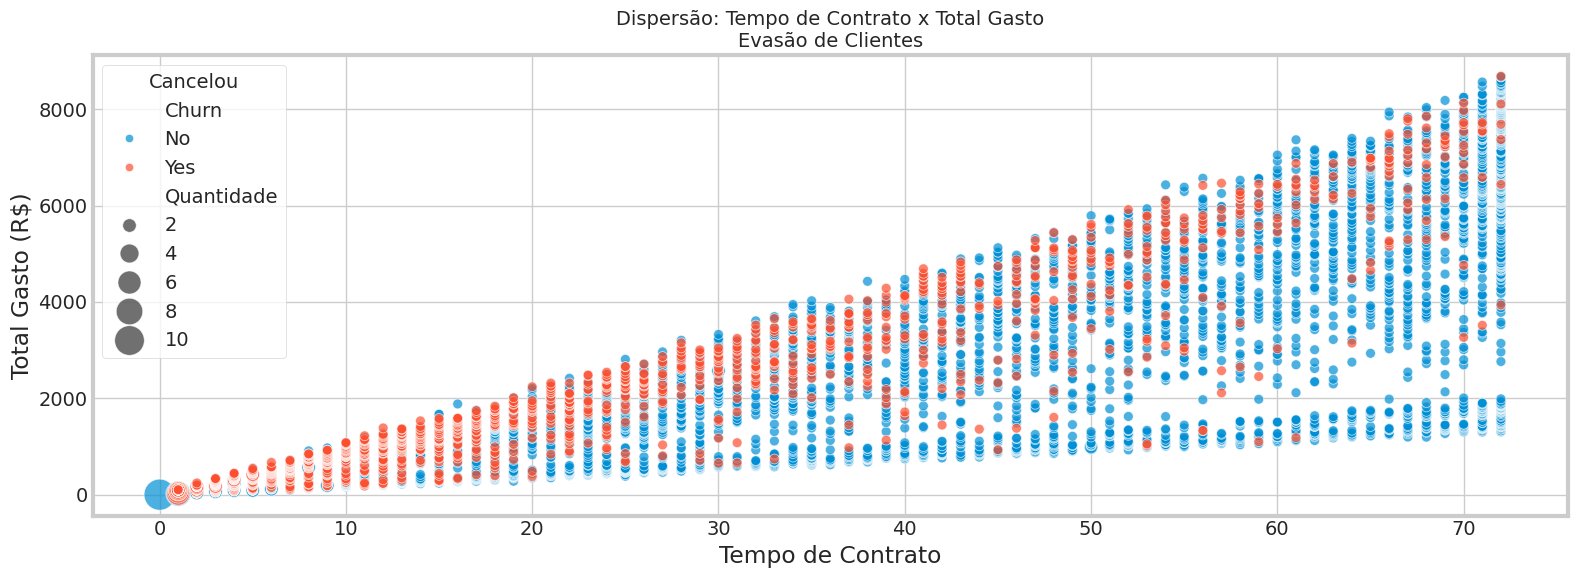 Dispersão: Tempo de Contrato x Total Gasto
Evasão de Clientes
Cancelou
Churn
No
Yes
Quantidade
2
4
6
8
10
Total Gasto (R$)
8000
6000
4000
2000
0
0 10 20 30 40 50 60 70
Tempo de Contrato